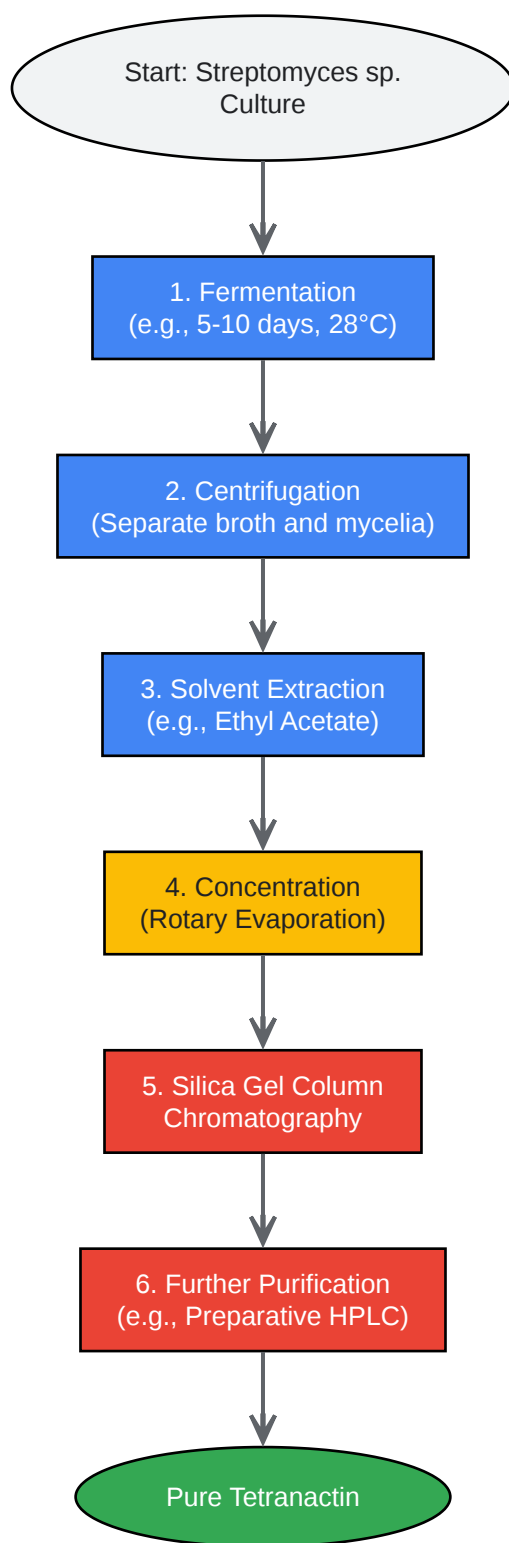 Start: Streptomyces sp.
Culture
1. Fermentation
(e.g., 5-10 days, 28°C)
2. Centrifugation
(Separate broth and mycelia)
3. Solvent Extraction
(e.g., Ethyl Acetate)
4. Concentration
(Rotary Evaporation)
5. Silica Gel Column
Chromatography
6. Further Purification
(e.g., Preparative HPLC)
Pure Tetranactin